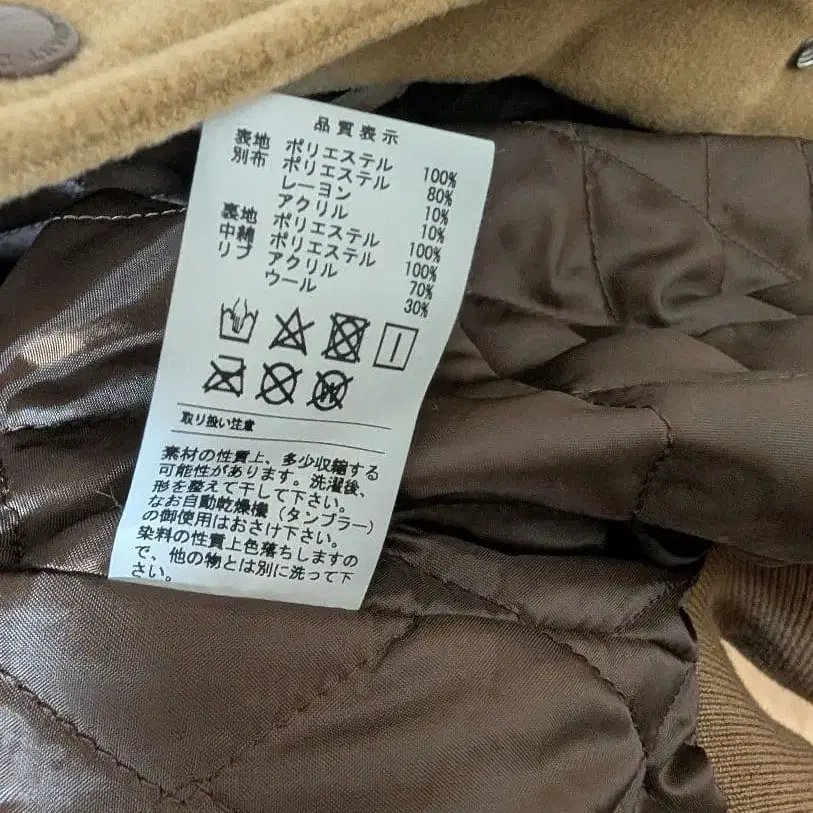 品質表示
表地 ポリエステル 100%
別布 ポリエステル 80%
レーヨン 10%
アクリル 10%
裏地 ポリエステル 100%
中綿 ポリエステル 100%
リブ アクリル 70%
ウール 30%
取り扱い注意
素材の性質上、多少収縮する
可能性があります。洗濯後、
形を整えて干して下さい。
なお自動乾燥機(タンブラー)
の御使用はおさけ下さい。
染料の性質上色落ちしますの
で、他の物とは別に洗って下
さい。